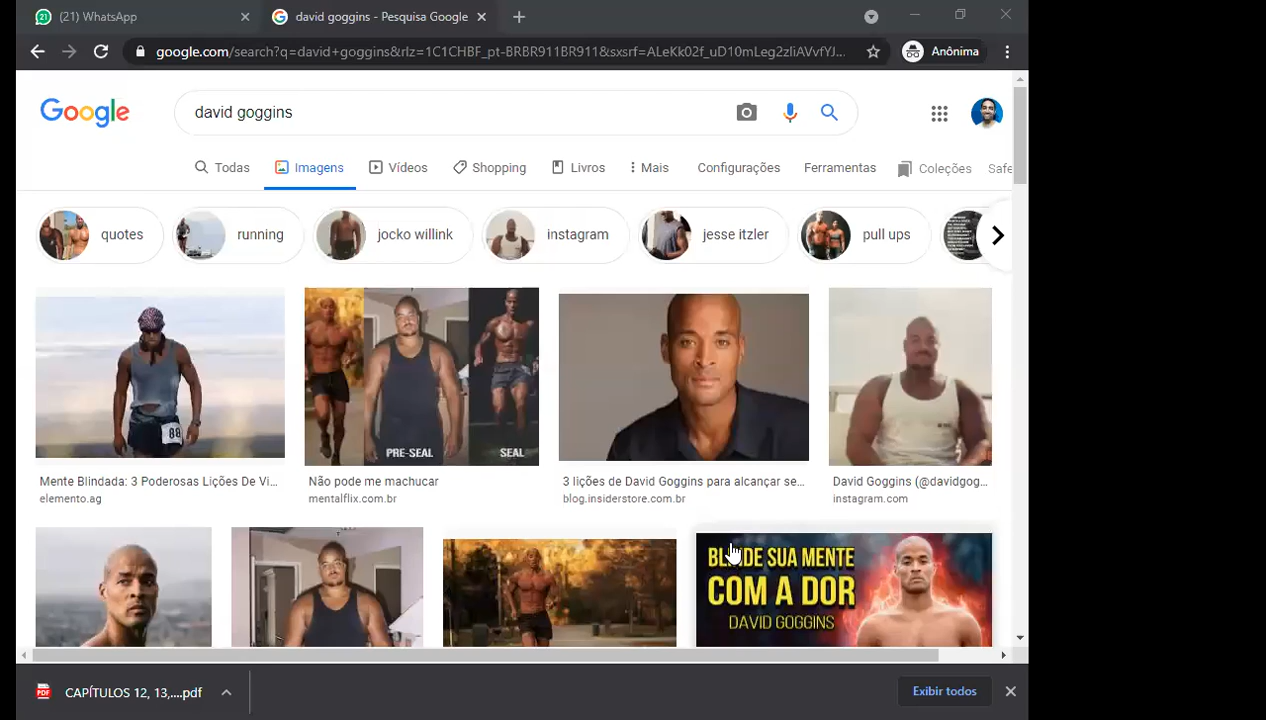 (21) WhatsApp
david goggins - Pesquisa Google
google.com/search?q=david+goggins&rlz=1C1CHBF_pt-BRBR911BR911&sxsrf=ALeKk02f_uD10mLeg2zliAVvfYJ...
Anônima
Google
david goggins
Todas
Imagens
Vídeos
Shopping
Livros
Mais
Configurações
Ferramentas
Coleções
Safe
quotes
running
jocko willink
instagram
jesse itzler
pull ups
88
PRE-SEAL
SEAL
Mente Blindada: 3 Poderosas Lições De Vi...
elemento.ag
Não pode me machucar
mentalflix.com.br
3 lições de David Goggins para alcançar se...
blog.insiderstore.com.br
David Goggins (@davidgog...
instagram.com
BLINDE SUA MENTE
COM A DOR
DAVID GOGGINS
PDF
CAPÍTULOS 12, 13,....pdf
Exibir todos